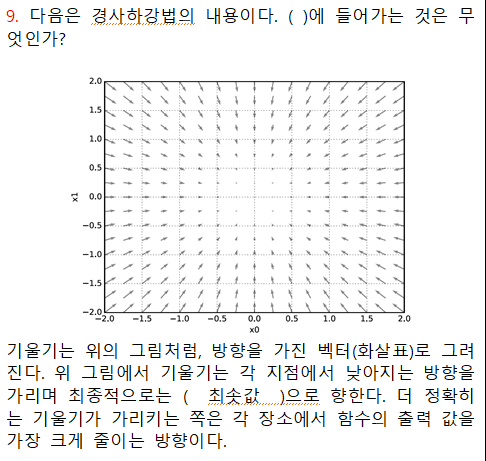 9. 다음은 경사하강법의 내용이다. ( )에 들어가는 것은 무
엇인가?
2.0
1.5
1.0
0.5
0.0
−0.5
−1.0
−1.5
−2.0
x1
−2.0 −1.5 −1.0 −0.5 0.0 0.5 1.0 1.5 2.0
x0
기울기는 위의 그림처럼, 방향을 가진 벡터(화살표)로 그려
진다. 위 그림에서 기울기는 각 지점에서 낮아지는 방향을
가리며 최종적으로는 ( 최솟값 )으로 향한다. 더 정확히
는 기울기가 가리키는 쪽은 각 장소에서 함수의 출력 값을
가장 크게 줄이는 방향이다.